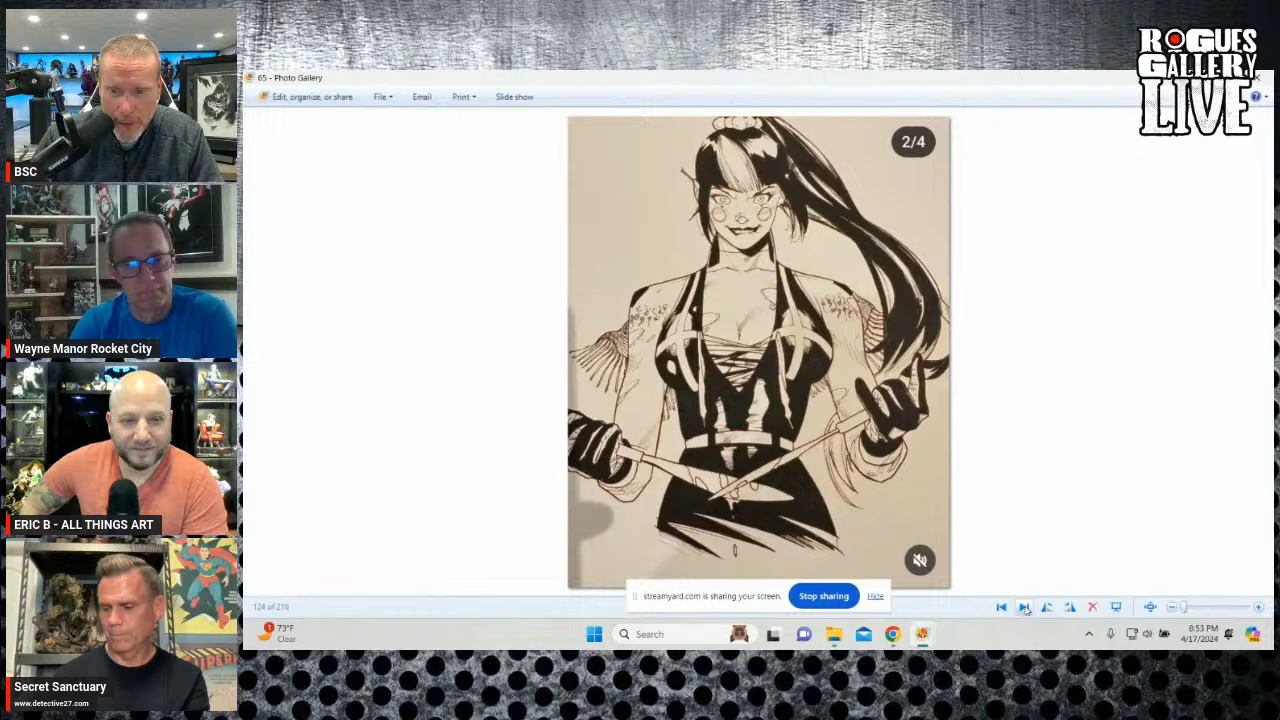 BSC
Wayne Manor Rocket City
ERIC B - ALL THINGS ART
Secret Sanctuary
www.detective27.com
65 - Photo Gallery
Edit, organize, or share
File
Email
Print
Slide show
2/4
streamyard.com is sharing your screen.
Stop sharing
Hide
124 of 216
1
73°F
Clear
Search
8:53 PM
4/17/2024
ROGUES
GALLERY
LIVE